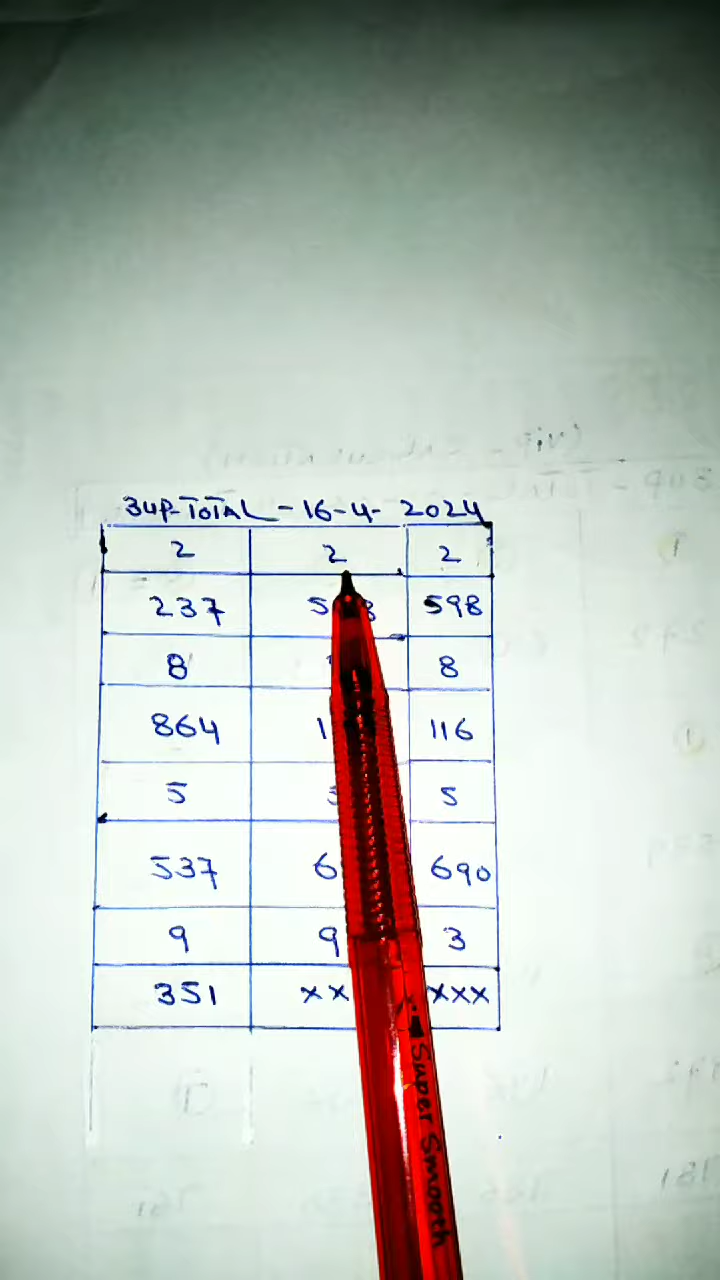 3UP-TOTAL-16-4-2024
2 2 2
237 598
8 8
864 116
5 5
537 690
9 9 3
351 XX XXX
Super Smooth